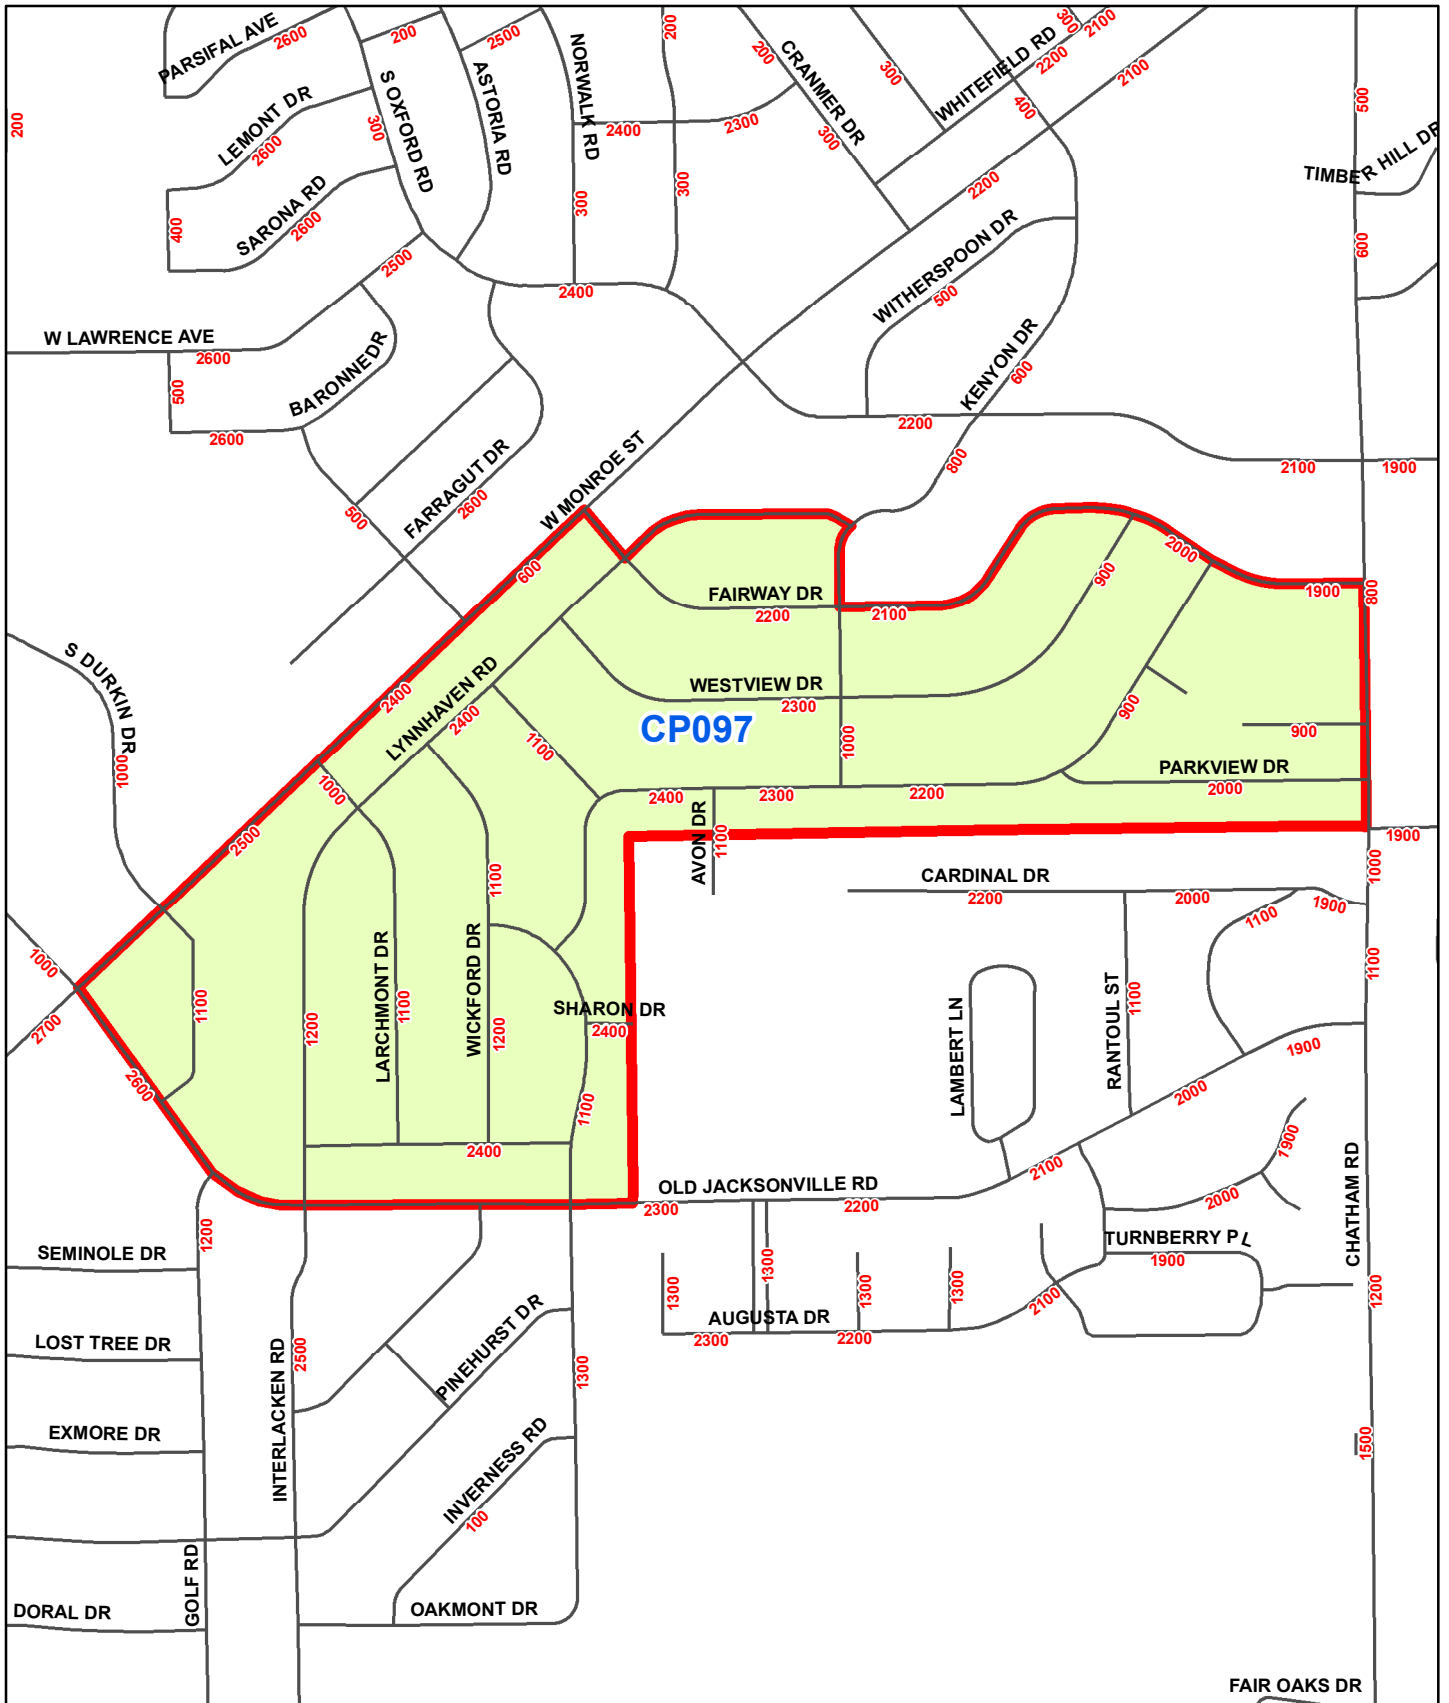 PARSIFAL AVE
2600
200
2500
200
200
CRANMER DR
300
WHITEFIELD RD
300
2100
2200
2100
500
200
LEMONT DR
2600
S OXFORD RD
300
ASTORIA RD
NORWALK RD
2400
2300
300
400
TIMBER HILL DR
SARONA RD
2600
400
300
300
2200
WITHERSPOON DR
500
600
2500
2400
W LAWRENCE AVE
2600
BARONNE DR
500
2600
KENYON DR
600
2200
2100
1900
800
FARRAGUT DR
2600
500
W MONROE ST
600
2000
900
1900
800
FAIRWAY DR
2200
2100
S DURKIN DR
1000
2400
LYNNHAVEN RD
2400
WESTVIEW DR
2300
CP097
1100
1000
900
900
PARKVIEW DR
2000
1000
2500
2400
2300
2200
AVON DR
1100
1900
1000
CARDINAL DR
2200
2000
1900
1100
1100
1100
1000
2700
1100
2600
1200
LARCHMONT DR
1100
WICKFORD DR
1200
SHARON DR
2400
1100
2400
LAMBERT LN
RANTOUL ST
1100
1900
2000
2100
1900
2000
OLD JACKSONVILLE RD
2300
2200
CHATHAM RD
1200
SEMINOLE DR
1200
TURNBERRY PL
1900
1300
1300
1300
1300
2100
AUGUSTA DR
2300
2200
LOST TREE DR
INTERLACKEN RD
2500
PINEHURST DR
1300
EXMORE DR
INVERNESS RD
100
1500
GOLF RD
DORAL DR
OAKMONT DR
FAIR OAKS DR